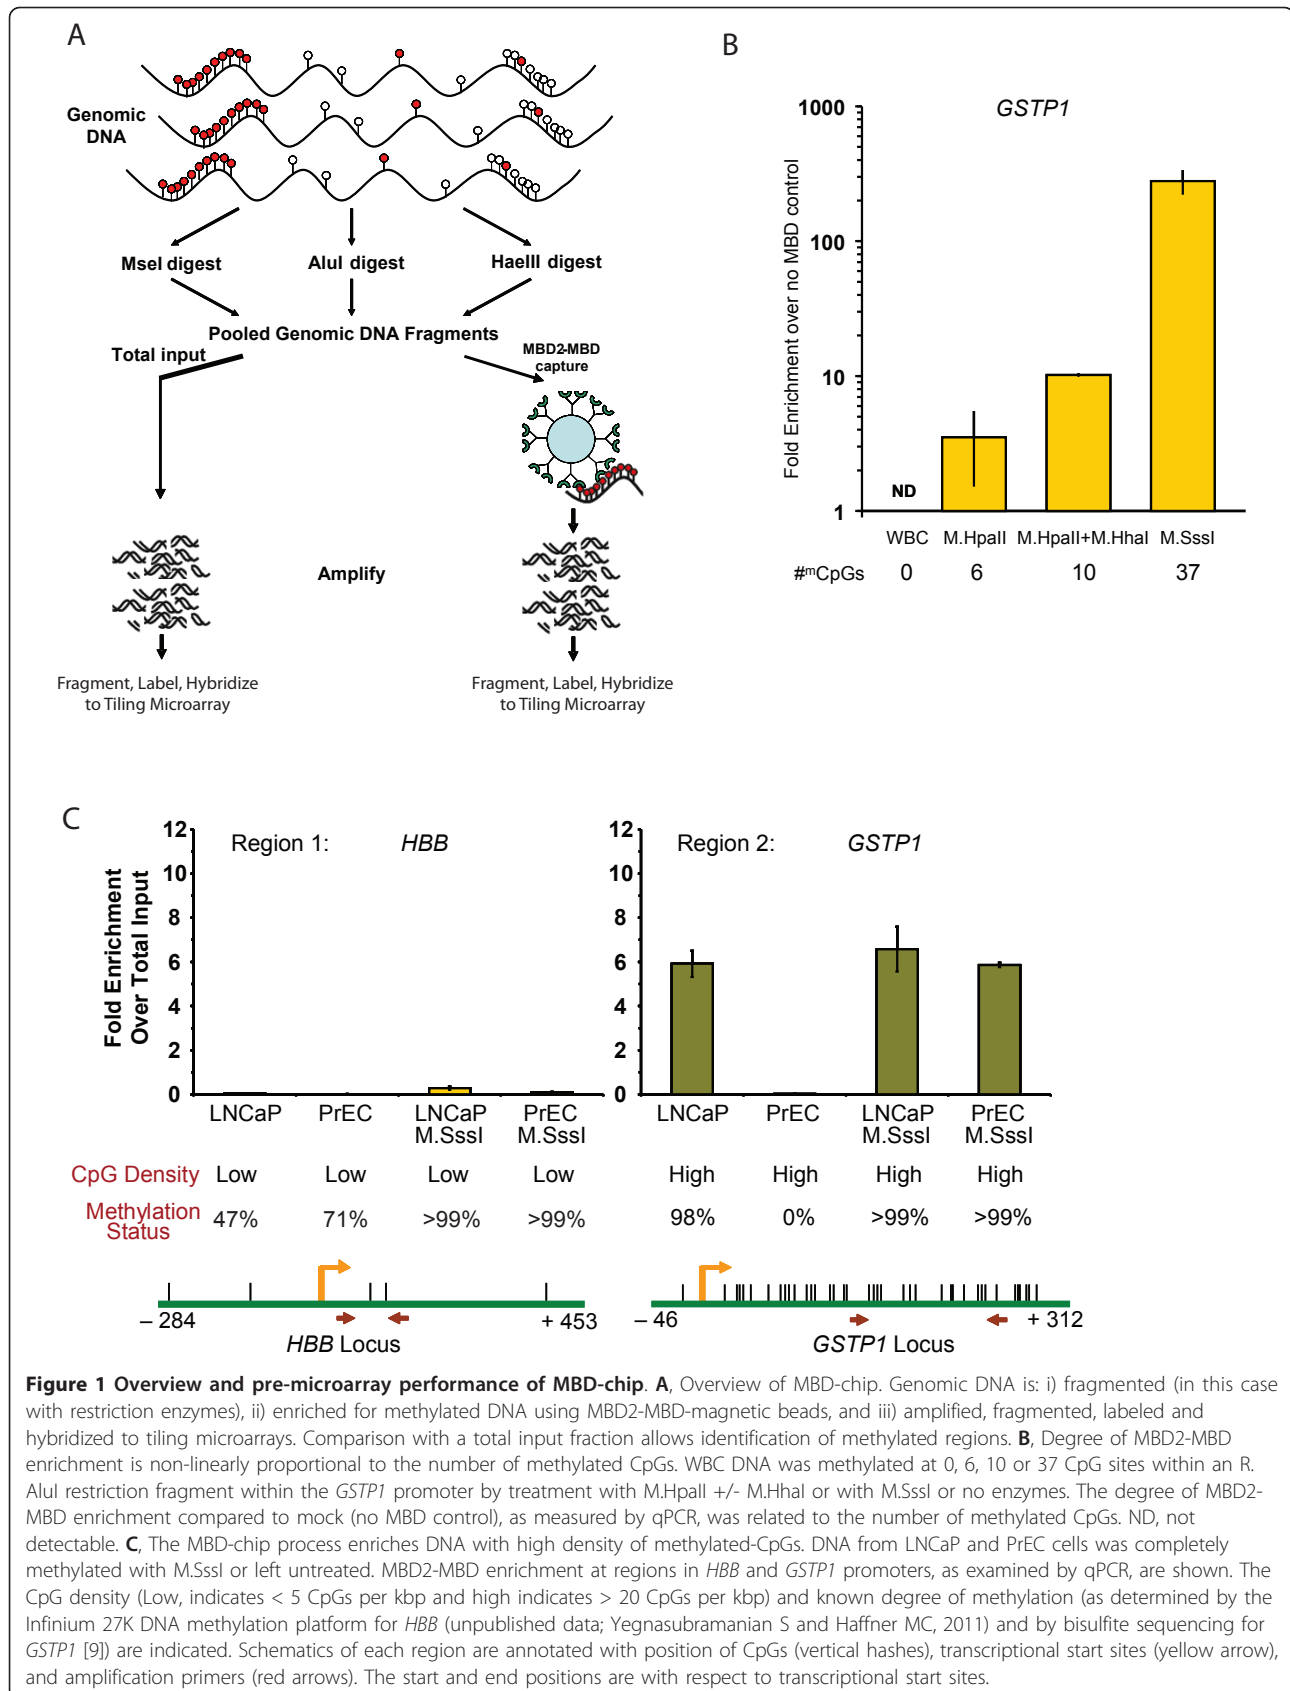 A
Genomic
DNA
MseI digest
AluI digest
HaeIII digest
Pooled Genomic DNA Fragments
Total input
MBD2-MBD
capture
Amplify
Fragment, Label, Hybridize
to Tiling Microarray
Fragment, Label, Hybridize
to Tiling Microarray
B
GSTP1
Fold Enrichment over no MBD control
1000
100
10
1
ND
WBC M.HpaII M.HpaII+M.HhaI M.SssI
#mCpGs 0 6 10 37
C
Region 1: HBB
Fold Enrichment
Over Total Input
12
10
8
6
4
2
0
LNCaP PrEC LNCaP M.SssI PrEC M.SssI
Region 2: GSTP1
12
10
8
6
4
2
0
LNCaP PrEC LNCaP M.SssI PrEC M.SssI
CpG Density Low Low Low Low High High High High
Methylation
Status 47% 71% >99% >99% 98% 0% >99% >99%
– 284 + 453
HBB Locus
– 46 + 312
GSTP1 Locus
Figure 1 Overview and pre-microarray performance of MBD-chip. A, Overview of MBD-chip. Genomic DNA is: i) fragmented (in this case
with restriction enzymes), ii) enriched for methylated DNA using MBD2-MBD-magnetic beads, and iii) amplified, fragmented, labeled and
hybridized to tiling microarrays. Comparison with a total input fraction allows identification of methylated regions. B, Degree of MBD2-MBD
enrichment is non-linearly proportional to the number of methylated CpGs. WBC DNA was methylated at 0, 6, 10 or 37 CpG sites within an R.
AluI restriction fragment within the GSTP1 promoter by treatment with M.HpaII +/- M.HhaI or with M.SssI or no enzymes. The degree of MBD2-
MBD enrichment compared to mock (no MBD control), as measured by qPCR, was related to the number of methylated CpGs. ND, not
detectable. C, The MBD-chip process enriches DNA with high density of methylated-CpGs. DNA from LNCaP and PrEC cells was completely
methylated with M.SssI or left untreated. MBD2-MBD enrichment at regions in HBB and GSTP1 promoters, as examined by qPCR, are shown. The
CpG density (Low, indicates < 5 CpGs per kbp and high indicates > 20 CpGs per kbp) and known degree of methylation (as determined by the
Infinium 27K DNA methylation platform for HBB (unpublished data; Yegnasubramanian S and Haffner MC, 2011) and by bisulfite sequencing for
GSTP1 [9]) are indicated. Schematics of each region are annotated with position of CpGs (vertical hashes), transcriptional start sites (yellow arrow),
and amplification primers (red arrows). The start and end positions are with respect to transcriptional start sites.